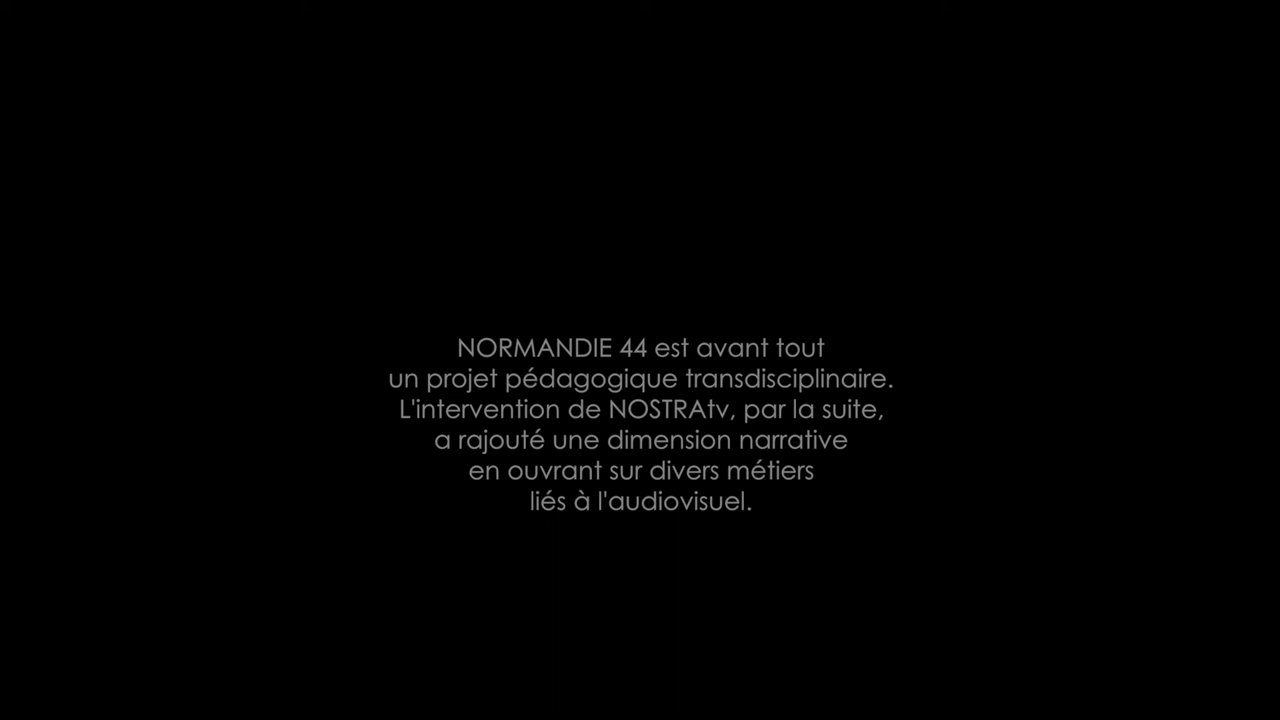 NORMANDIE 44 est avant tout
un projet pédagogique transdisciplinaire.
L'intervention de NOSTRAtv, par la suite,
a rajouté une dimension narrative
en ouvrant sur divers métiers
liés à l'audiovisuel.